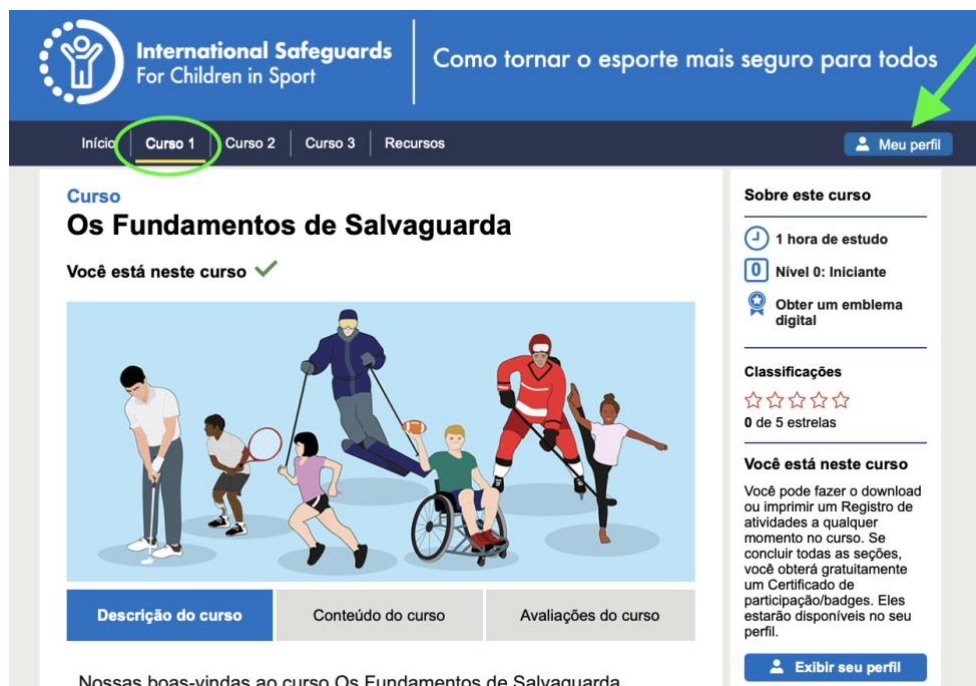 International Safeguards
For Children in Sport
Como tornar o esporte mais seguro para todos
Início Curso 1 Curso 2 Curso 3 Recursos
Meu perfil
Curso
Os Fundamentos de Salvaguarda
Você está neste curso
Descrição do curso
Conteúdo do curso
Avaliações do curso
Nossas boas-vindas ao curso Os Fundamentos de Salvaguarda
Sobre este curso
1 hora de estudo
0 Nível 0: Iniciante
Obter um emblema
digital
Classificações
0 de 5 estrelas
Você está neste curso
Você pode fazer o download
ou imprimir um Registro de
atividades a qualquer
momento no curso. Se
concluir todas as seções,
você obterá gratuitamente
um Certificado de
participação/badges. Eles
estarão disponíveis no seu
perfil.
Exibir seu perfil